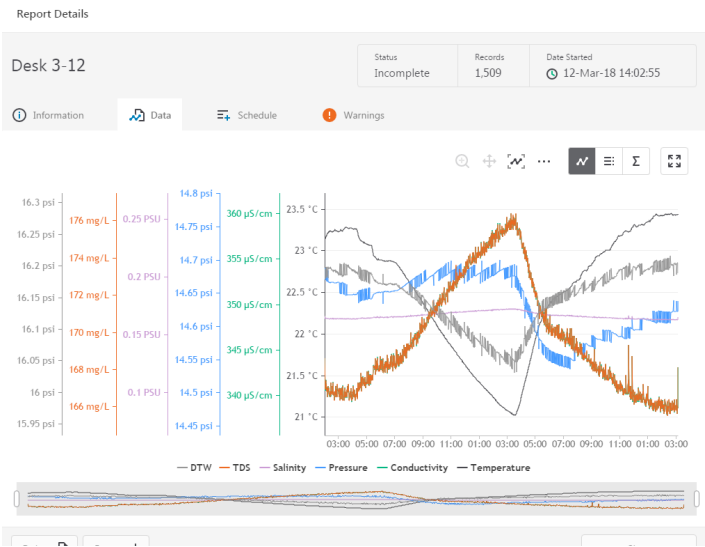 Report Details
Desk 3-12
Status
Incomplete
Records
1,509
Date Started
12-Mar-18 14:02:55
Information
Data
Schedule
Warnings
16.3 psi
16.25 psi
16.2 psi
16.15 psi
16.1 psi
16.05 psi
16 psi
15.95 psi
176 mg/L
174 mg/L
172 mg/L
170 mg/L
168 mg/L
166 mg/L
0.25 PSU
0.2 PSU
0.15 PSU
0.1 PSU
14.8 psi
14.75 psi
14.7 psi
14.65 psi
14.6 psi
14.55 psi
14.5 psi
14.45 psi
360 µS/cm
355 µS/cm
350 µS/cm
345 µS/cm
340 µS/cm
23.5 °C
23 °C
22.5 °C
22 °C
21.5 °C
21 °C
03:00 05:00 07:00 09:00 11:00 01:00 03:00 05:00 07:00 09:00 11:00 01:00 03:00
DTW TDS Salinity Pressure Conductivity Temperature